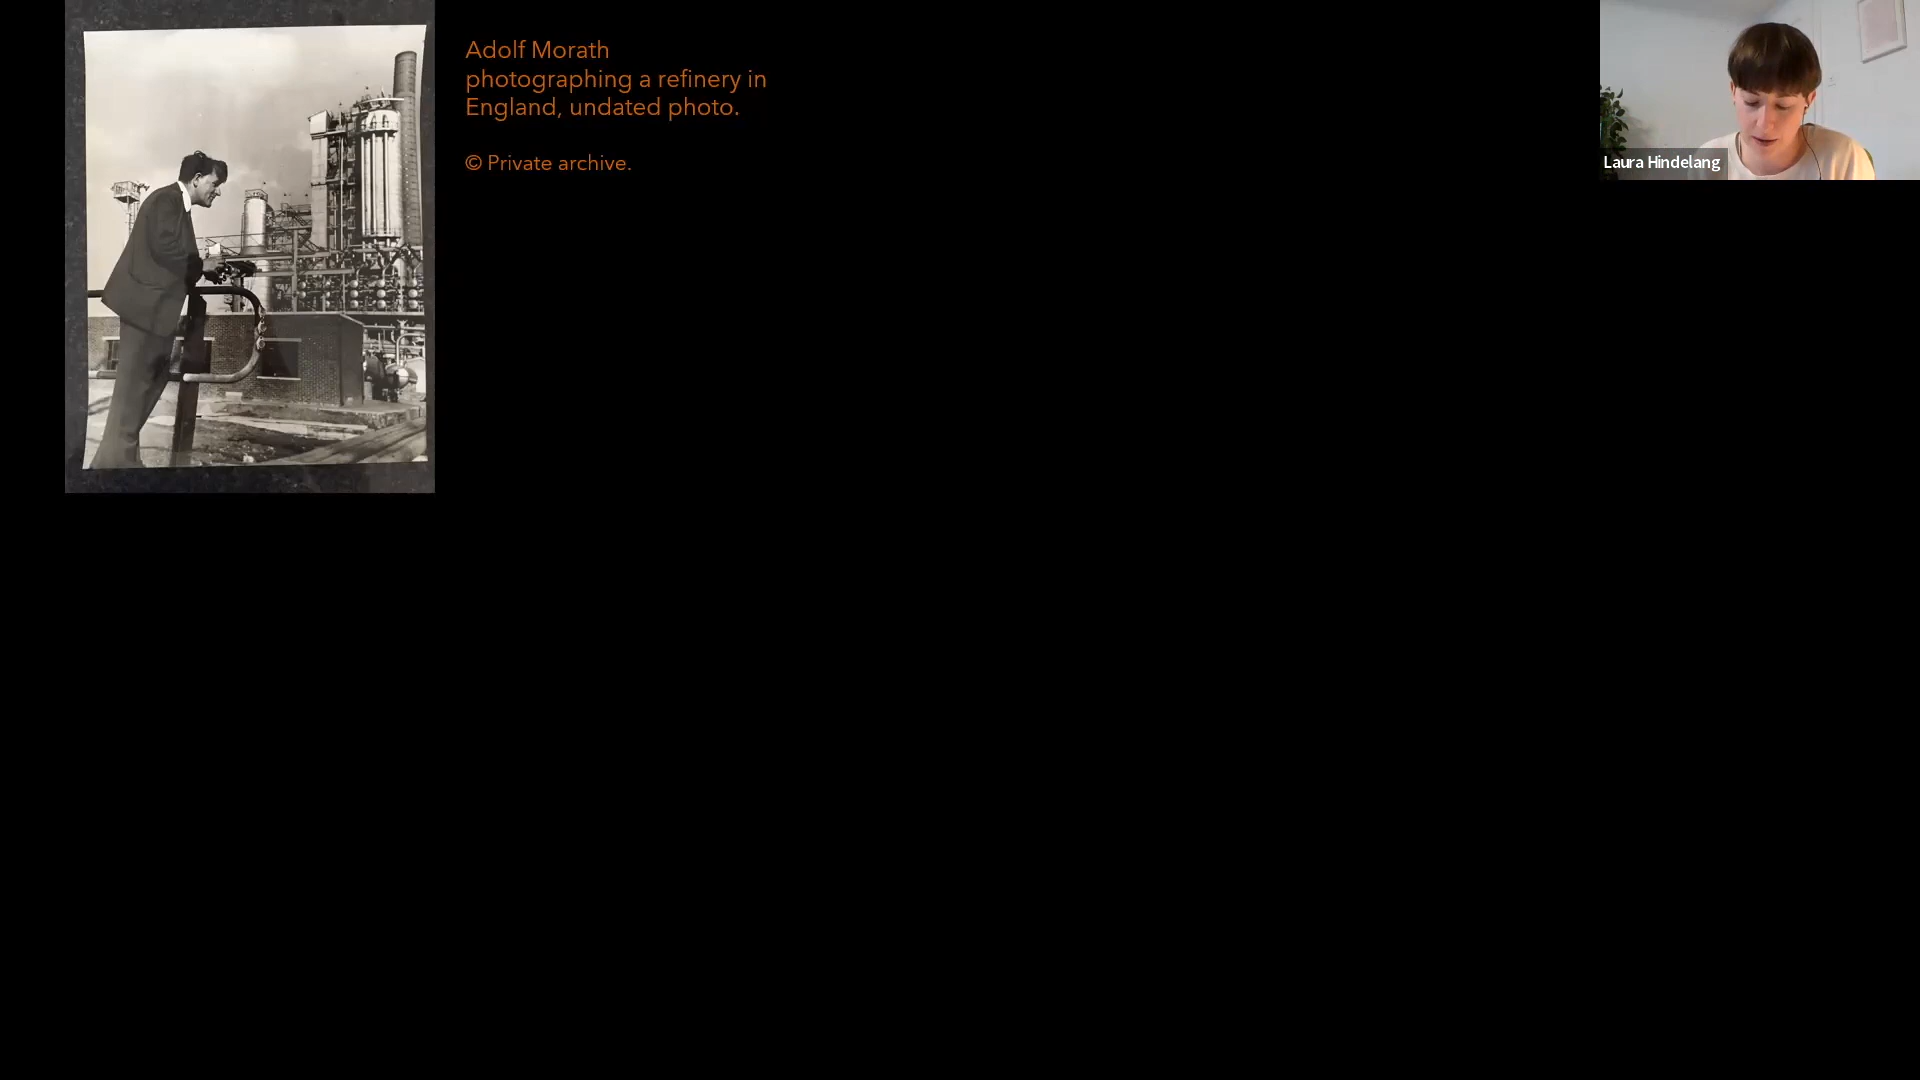 Adolf Morath
photographing a refinery in
England, undated photo.
© Private archive.
Laura Hindelang